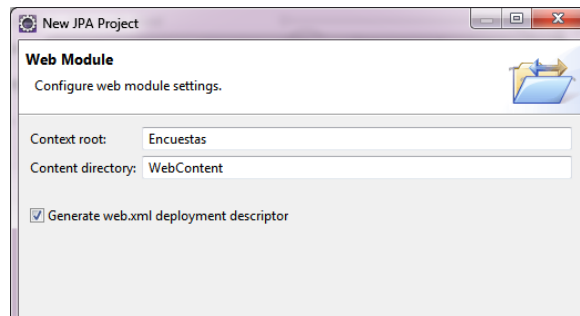 New JPA Project
Web Module
Configure web module settings.
Context root: Encuestas
Content directory: WebContent
Generate web.xml deployment descriptor